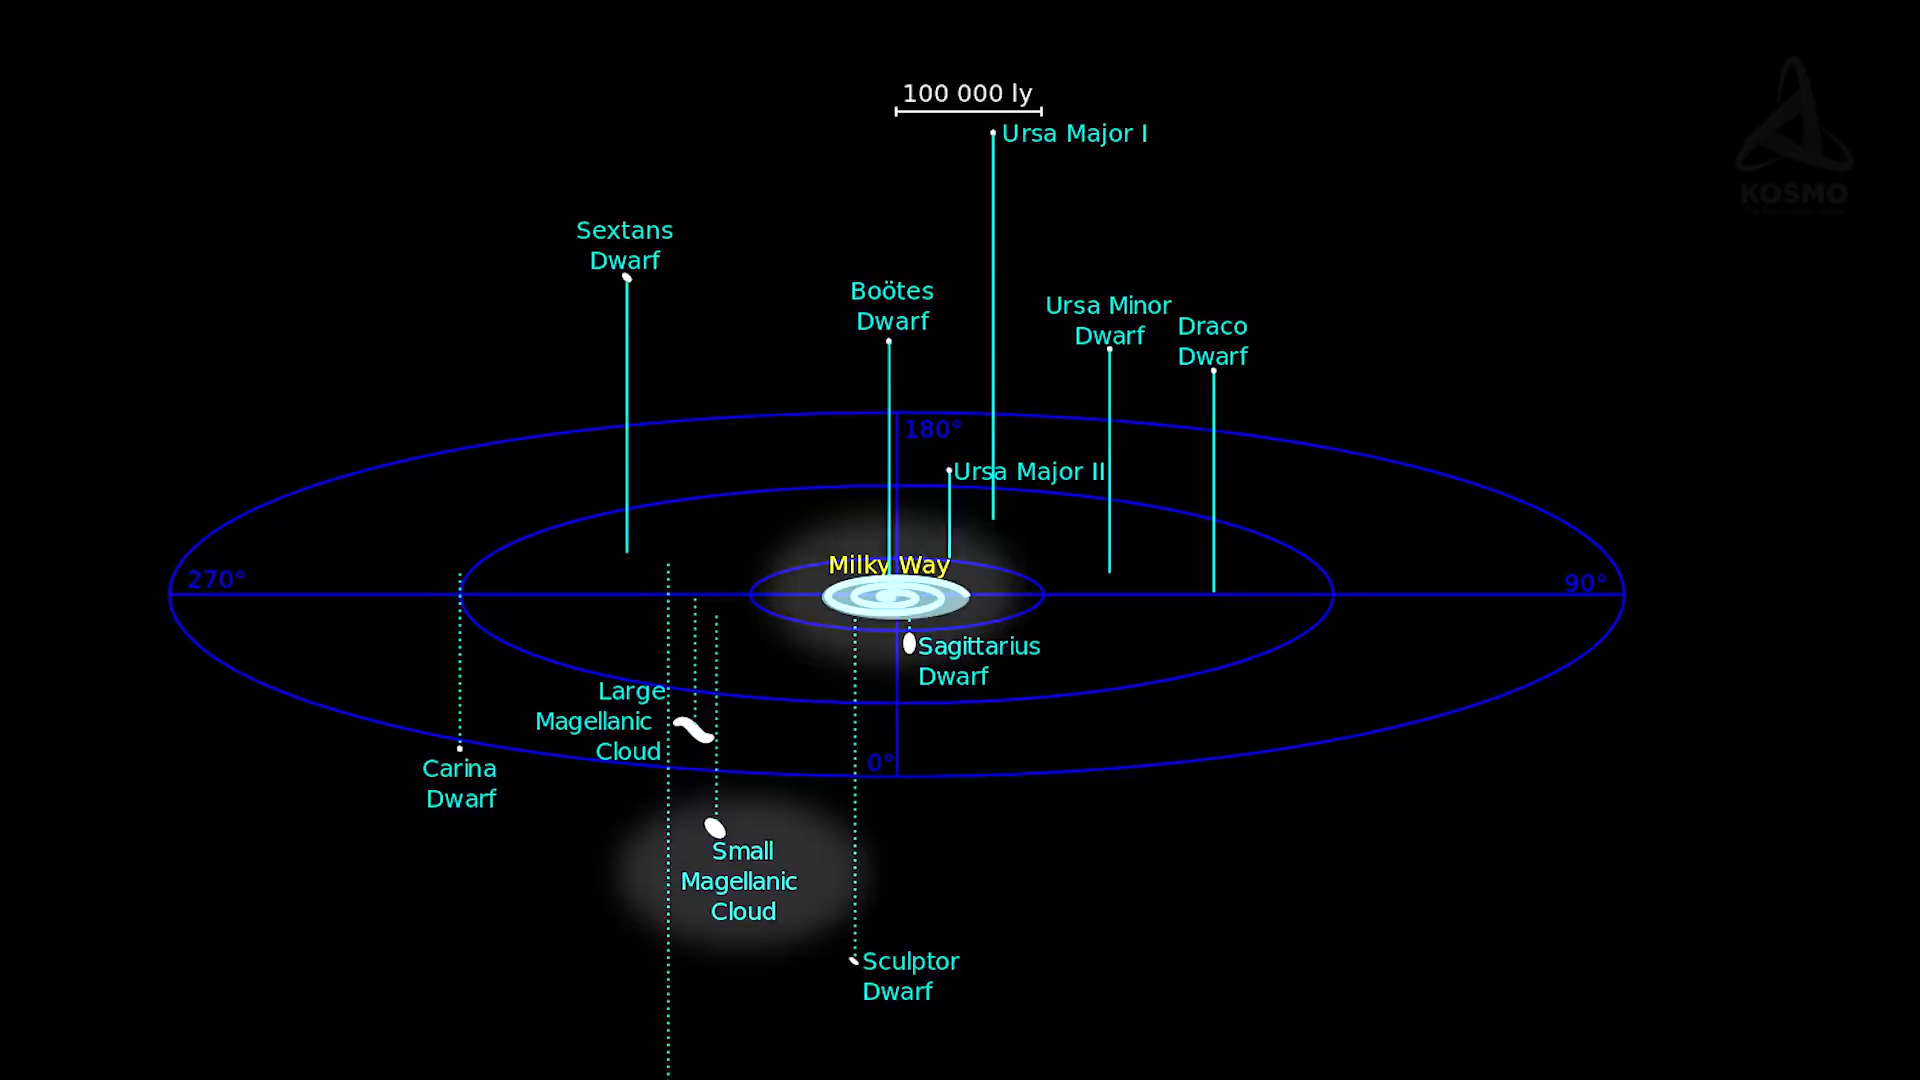 100 000 ly
Ursa Major I
Sextans
Dwarf
Boötes
Dwarf
Ursa Minor
Dwarf
Draco
Dwarf
180°
Ursa Major II
Milky Way
270°
90°
Sagittarius
Dwarf
Large
Magellanic
Cloud
Carina
Dwarf
0°
Small
Magellanic
Cloud
Sculptor
Dwarf
KOSMO